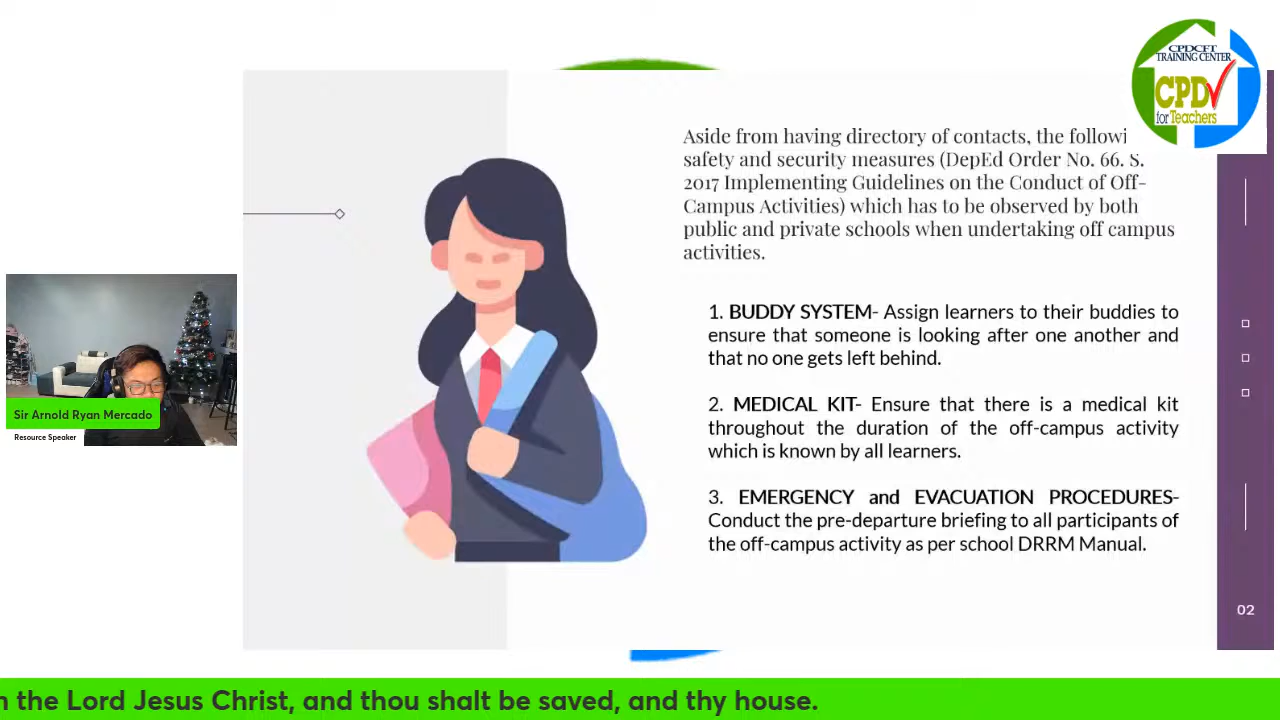 CPDCFT
TRAINING CENTER
CPD
for Teachers
Aside from having directory of contacts, the followi
safety and security measures (DepEd Order No. 66. S.
2017 Implementing Guidelines on the Conduct of Off-
Campus Activities) which has to be observed by both
public and private schools when undertaking off campus
activities.
1. BUDDY SYSTEM- Assign learners to their buddies to
ensure that someone is looking after one another and
that no one gets left behind.
2. MEDICAL KIT- Ensure that there is a medical kit
throughout the duration of the off-campus activity
which is known by all learners.
3. EMERGENCY and EVACUATION PROCEDURES-
Conduct the pre-departure briefing to all participants of
the off-campus activity as per school DRRM Manual.
02
Sir Arnold Ryan Mercado
Resource Speaker
the Lord Jesus Christ, and thou shalt be saved, and thy house.